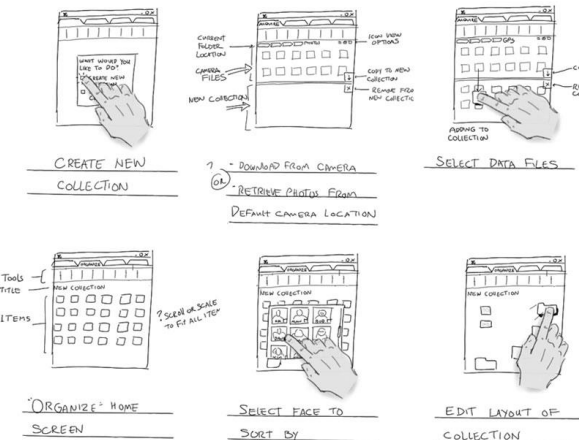 WHAT WOULD YOU
LIKE TO DO?
CREATE NEW
CREATE NEW
COLLECTION
CURRENT
FOLDER
LOCATION
CAMERA
FILES
NEW COLLECTION
ICON VIEW
OPTIONS
COPY TO NEW
COLLECTION
REMOVE FROM
NEW COLLECTION
? - DOWNLOAD FROM CAMERA
OR
- RETRIEVE PHOTOS FROM
DEFAULT CAMERA LOCATION
ADDING TO
COLLECTION
SELECT DATA FILES
TOOLS
TITLE
ITEMS
ORGANIZE
NEW COLLECTION
? SCROLL OR SCALE
TO FIT ALL ITEM
"ORGANIZE" HOME
SCREEN
NEW COLLECTION
SELECT FACE TO
SORT BY
NEW COLLECTION
EDIT LAYOUT OF
COLLECTION